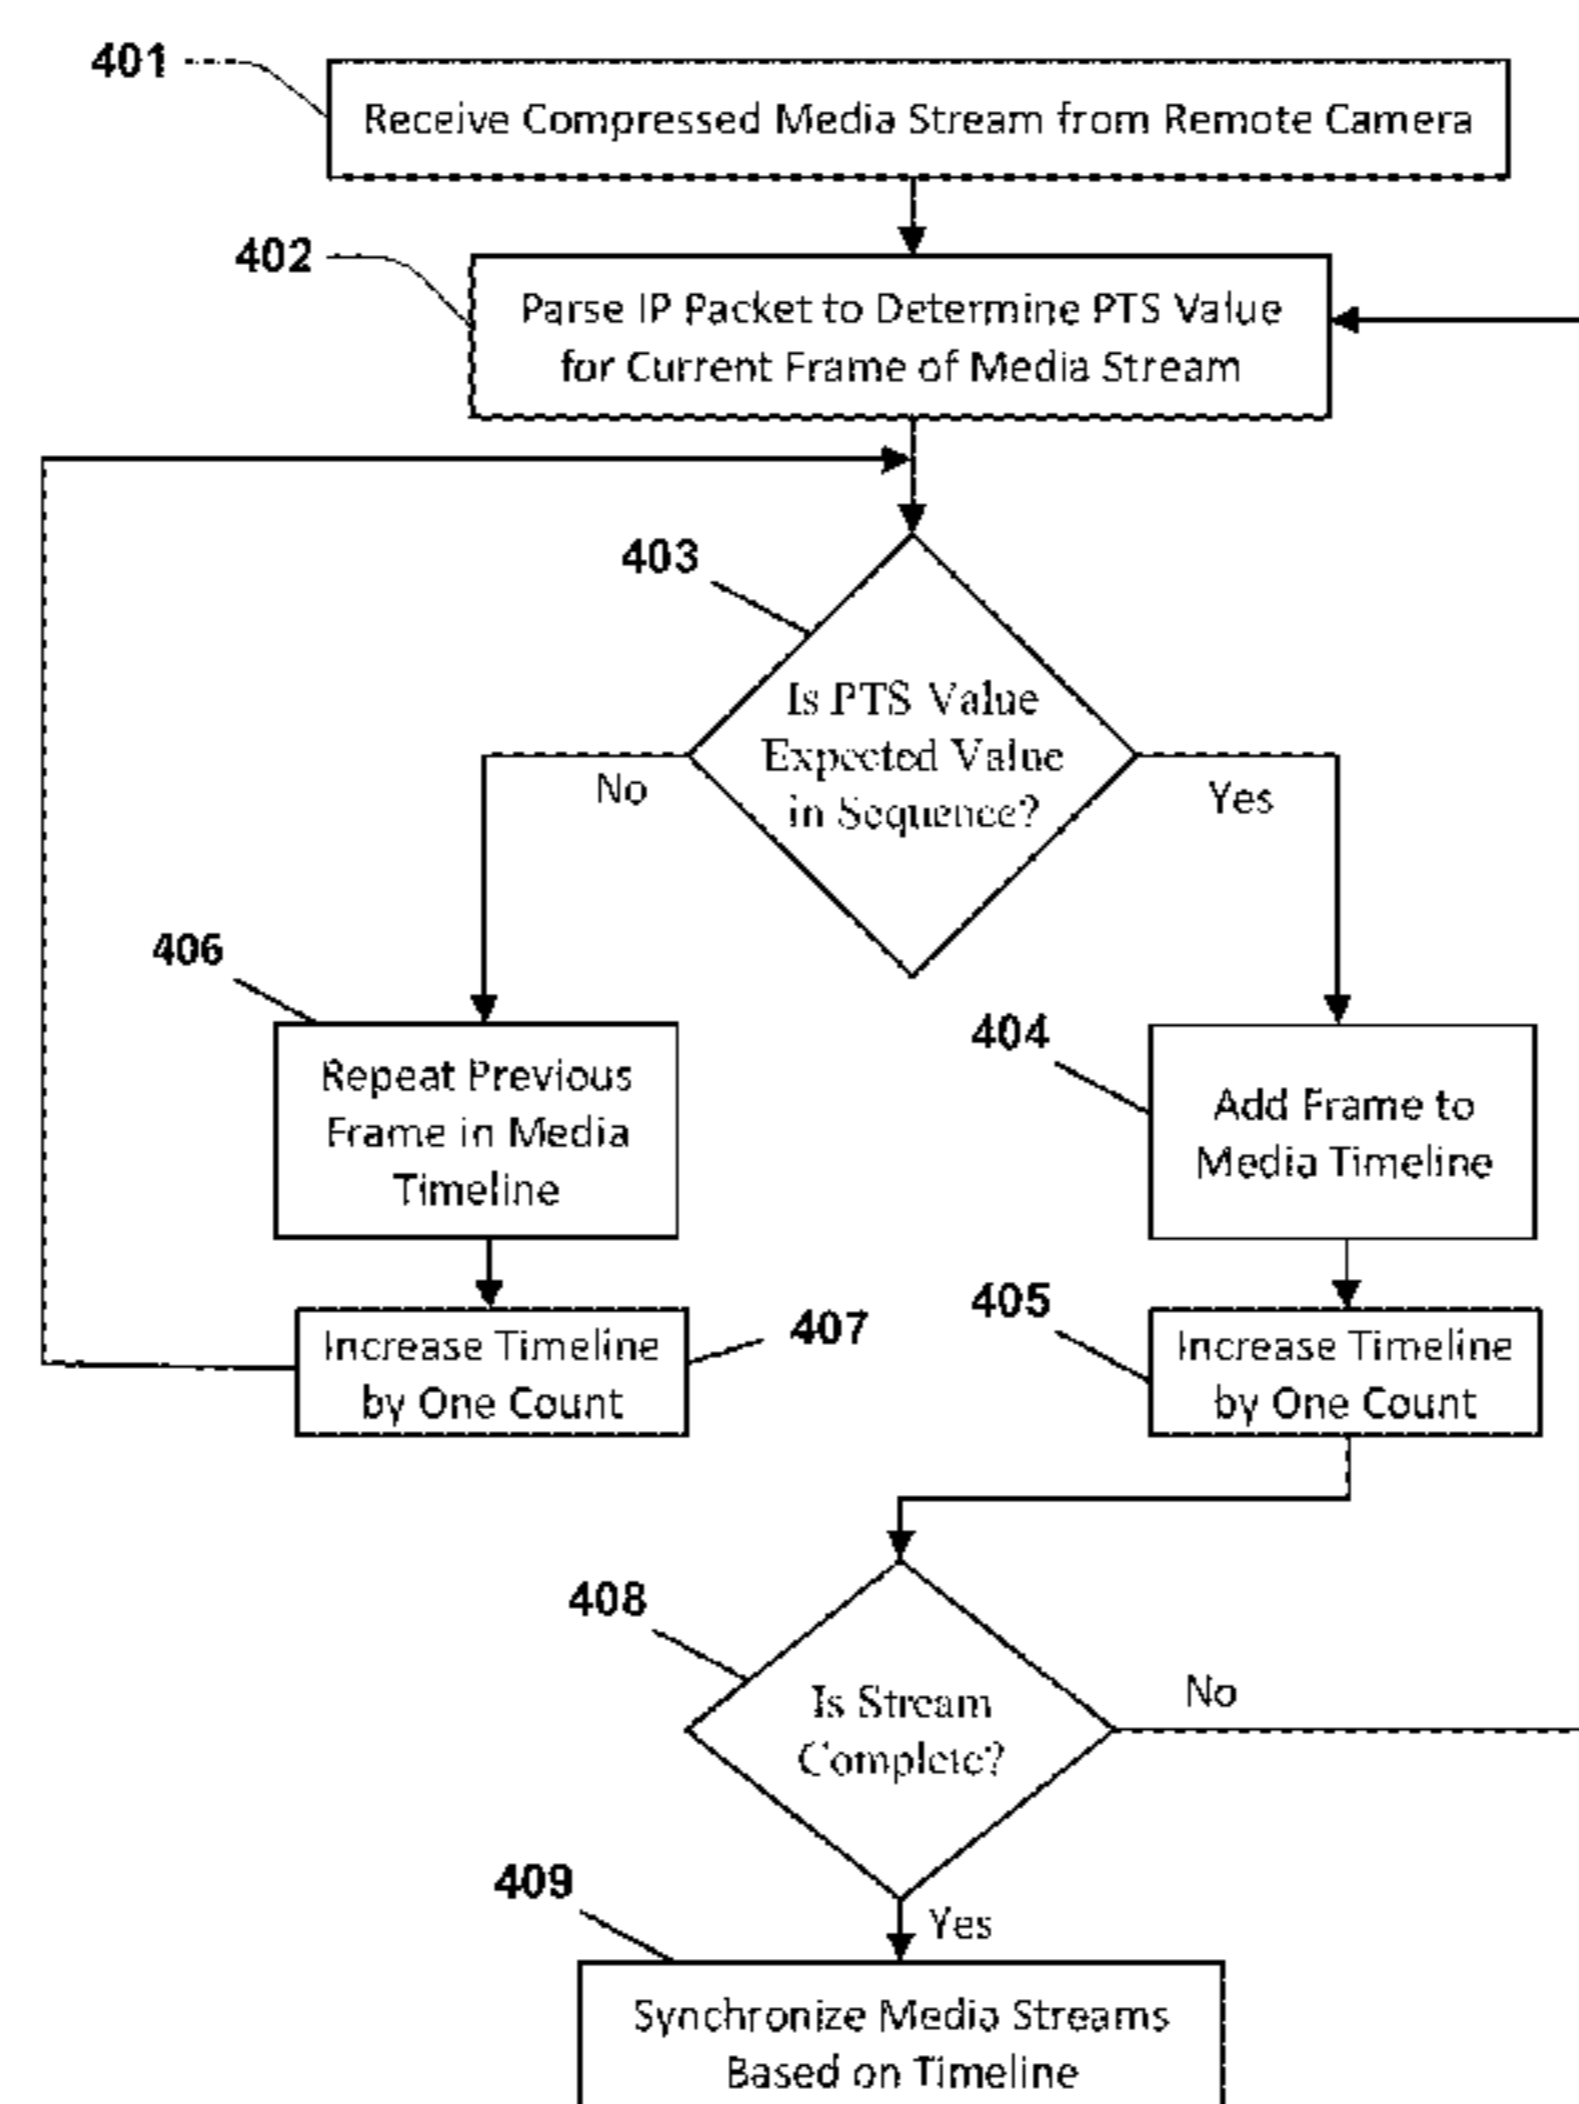 401
Receive Compressed Media Stream from Remote Camera
402
Parse IP Packet to Determine PTS Value
for Current Frame of Media Stream
403
Is PTS Value
Expected Value
in Sequence?
No
Yes
406
Repeat Previous
Frame in Media
Timeline
404
Add Frame to
Media Timeline
Increase Timeline
by One Count
407
405
Increase Timeline
by One Count
408
Is Stream
Complete?
No
Yes
409
Synchronize Media Streams
Based on Timeline